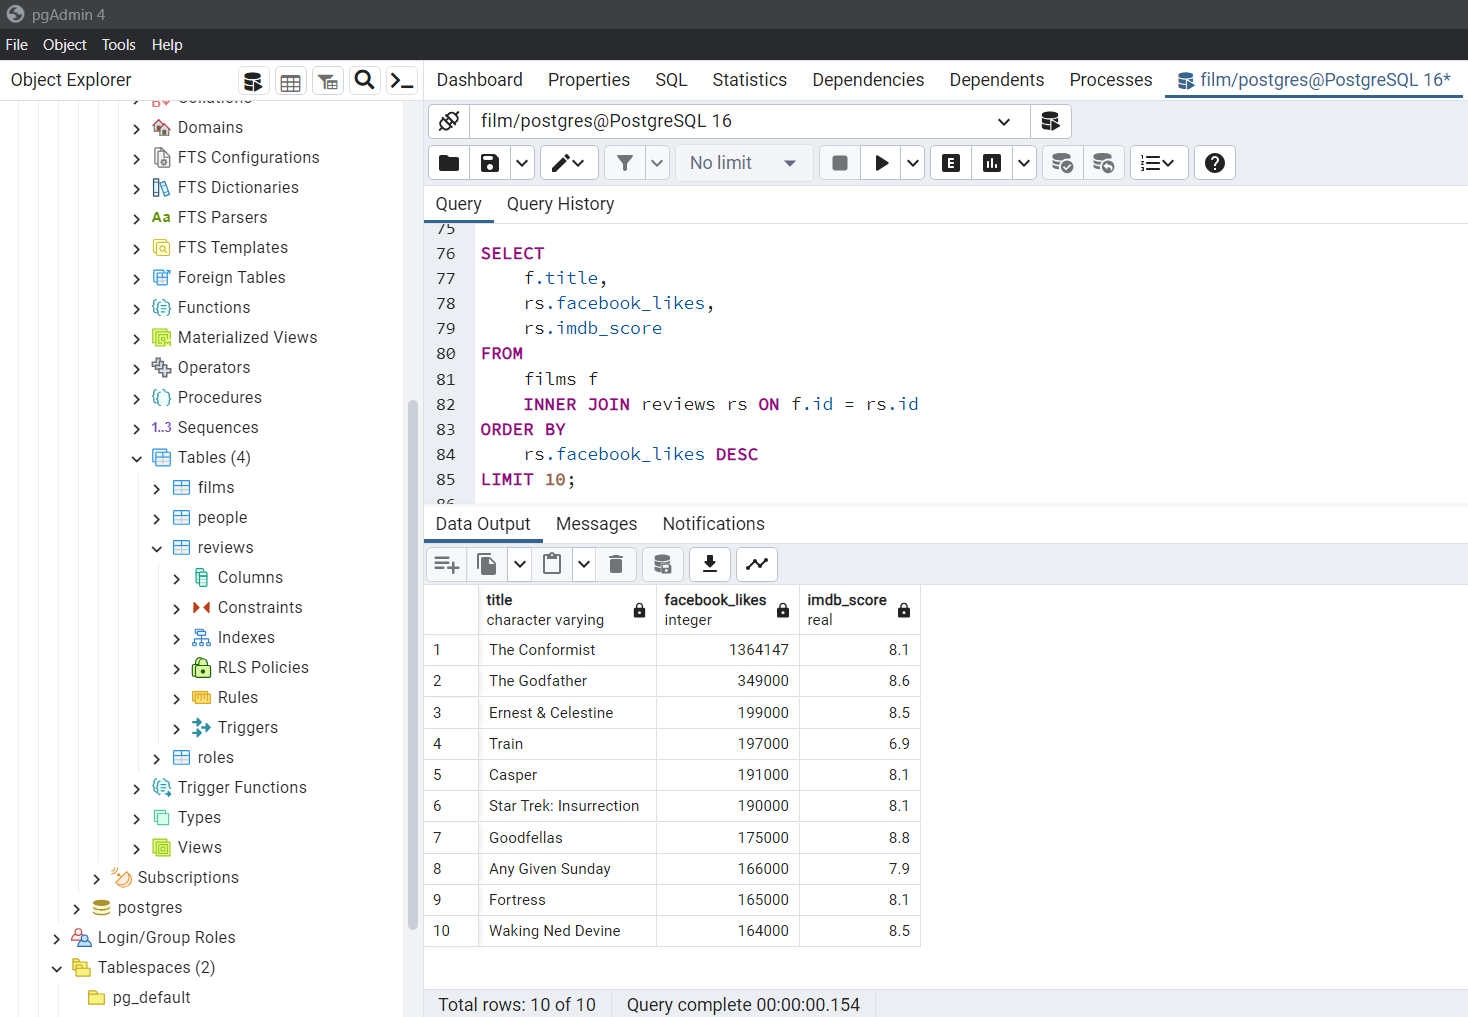 pgAdmin 4
File Object Tools Help
Object Explorer
Dashboard Properties SQL Statistics Dependencies Dependents Processes film/postgres@PostgreSQL 16*
Collations
Domains
FTS Configurations
FTS Dictionaries
Aa FTS Parsers
FTS Templates
Foreign Tables
Functions
Materialized Views
Operators
Procedures
1..3 Sequences
Tables (4)
films
people
reviews
Columns
Constraints
Indexes
RLS Policies
Rules
Triggers
roles
Trigger Functions
Types
Views
Subscriptions
postgres
Login/Group Roles
Tablespaces (2)
pg_default
film/postgres@PostgreSQL 16
No limit
E
Query Query History
75
76 SELECT
77 f.title,
78 rs.facebook_likes,
79 rs.imdb_score
80 FROM
81 films f
82 INNER JOIN reviews rs ON f.id = rs.id
83 ORDER BY
84 rs.facebook_likes DESC
85 LIMIT 10;
86
Data Output Messages Notifications
title facebook_likes imdb_score
character varying integer real
1 The Conformist 1364147 8.1
2 The Godfather 349000 8.6
3 Ernest & Celestine 199000 8.5
4 Train 197000 6.9
5 Casper 191000 8.1
6 Star Trek: Insurrection 190000 8.1
7 Goodfellas 175000 8.8
8 Any Given Sunday 166000 7.9
9 Fortress 165000 8.1
10 Waking Ned Devine 164000 8.5
Total rows: 10 of 10 Query complete 00:00:00.154